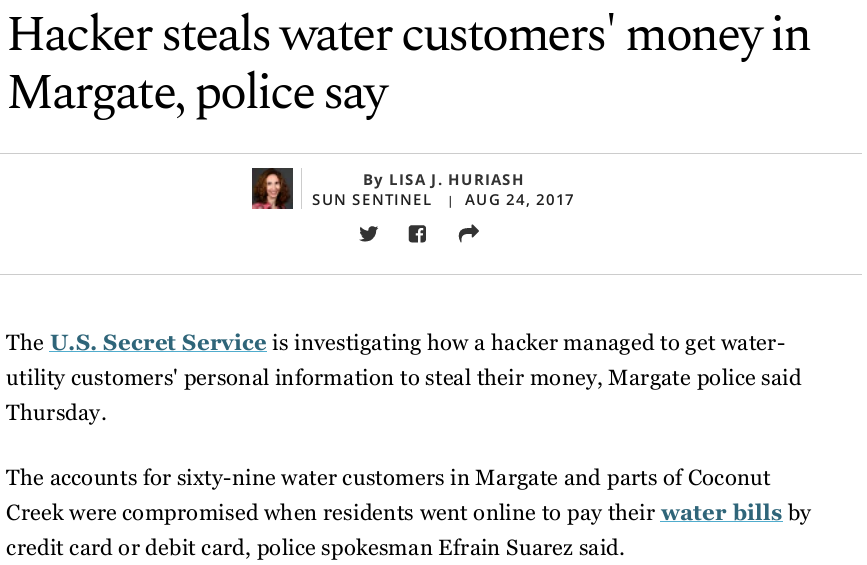 Hacker steals water customers' money in
Margate, police say
By LISA J. HURIASH
SUN SENTINEL | AUG 24, 2017
The U.S. Secret Service is investigating how a hacker managed to get water-
utility customers' personal information to steal their money, Margate police said
Thursday.
The accounts for sixty-nine water customers in Margate and parts of Coconut
Creek were compromised when residents went online to pay their water bills by
credit card or debit card, police spokesman Efrain Suarez said.